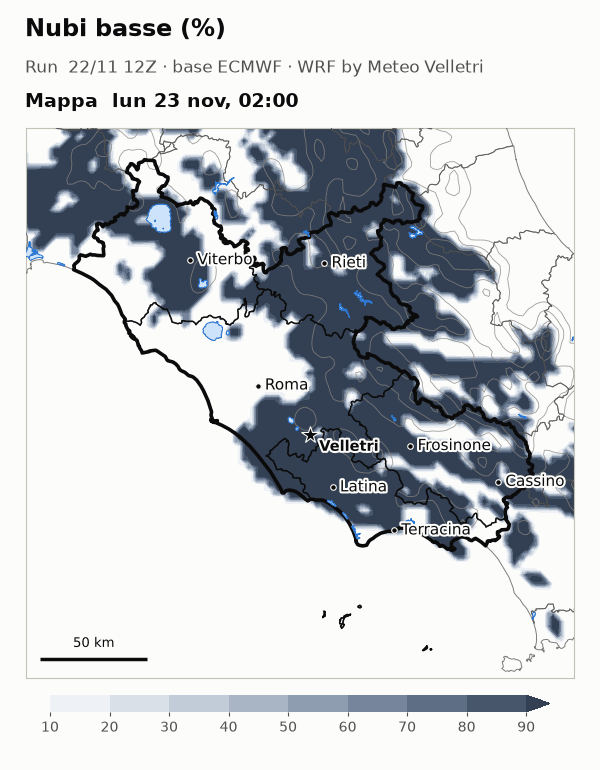 Nubi basse (%)
Run  22/11 12Z · base ECMWF · WRF by Meteo Velletri
Mappa  lun 23 nov, 02:00
Viterbo
Rieti
Roma
Velletri
Frosinone
Latina
Cassino
Terracina
50 km
10 20 30 40 50 60 70 80 90